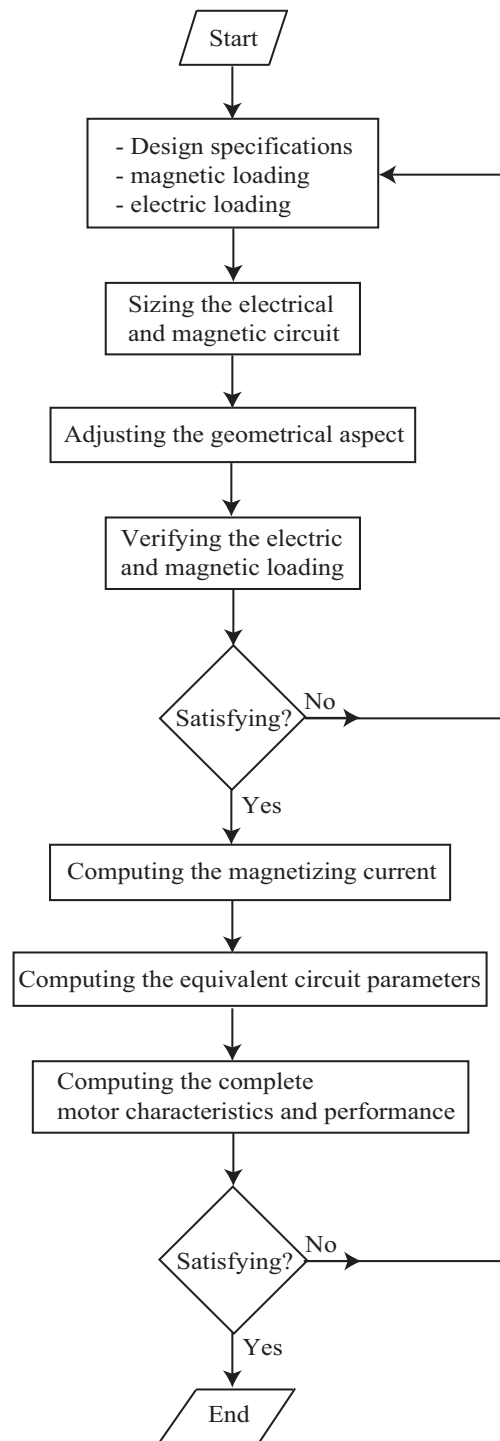 Start
- Design specifications
- magnetic loading
- electric loading
Sizing the electrical
and magnetic circuit
Adjusting the geometrical aspect
Verifying the electric
and magnetic loading
Satisfying?
No
Yes
Computing the magnetizing current
Computing the equivalent circuit parameters
Computing the complete
motor characteristics and performance
Satisfying?
No
Yes
End